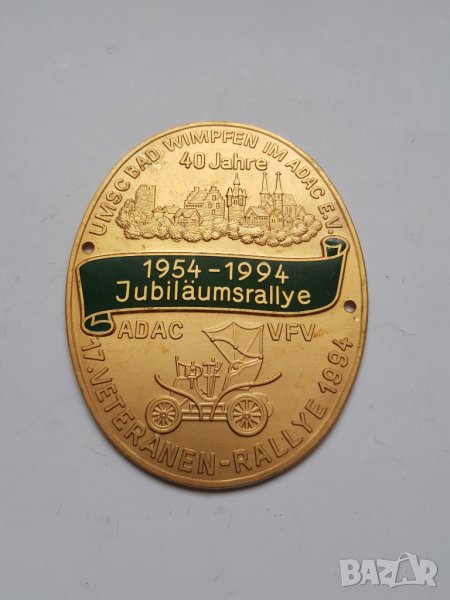 UMSC BAD WIMPFEN IM ADAC E.V.
40 Jahre
1954-1994
Jubiläumsrallye
ADAC VFV
17. VETERANEN-RALLYE 1994
BAZAR